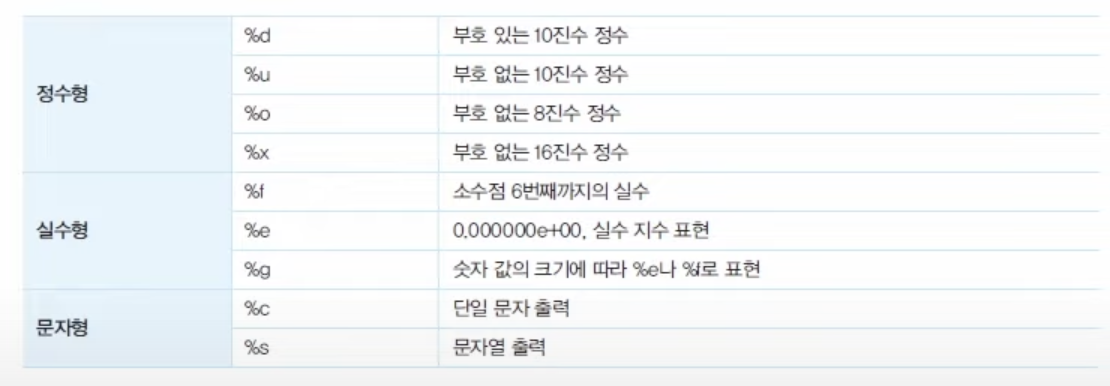 정수형
%d 부호 있는 10진수 정수
%u 부호 없는 10진수 정수
%o 부호 없는 8진수 정수
%x 부호 없는 16진수 정수
실수형
%f 소수점 6번째까지의 실수
%e 0.000000e+00, 실수 지수 표현
%g 숫자 값의 크기에 따라 %e나 %f로 표현
문자형
%c 단일 문자 출력
%s 문자열 출력